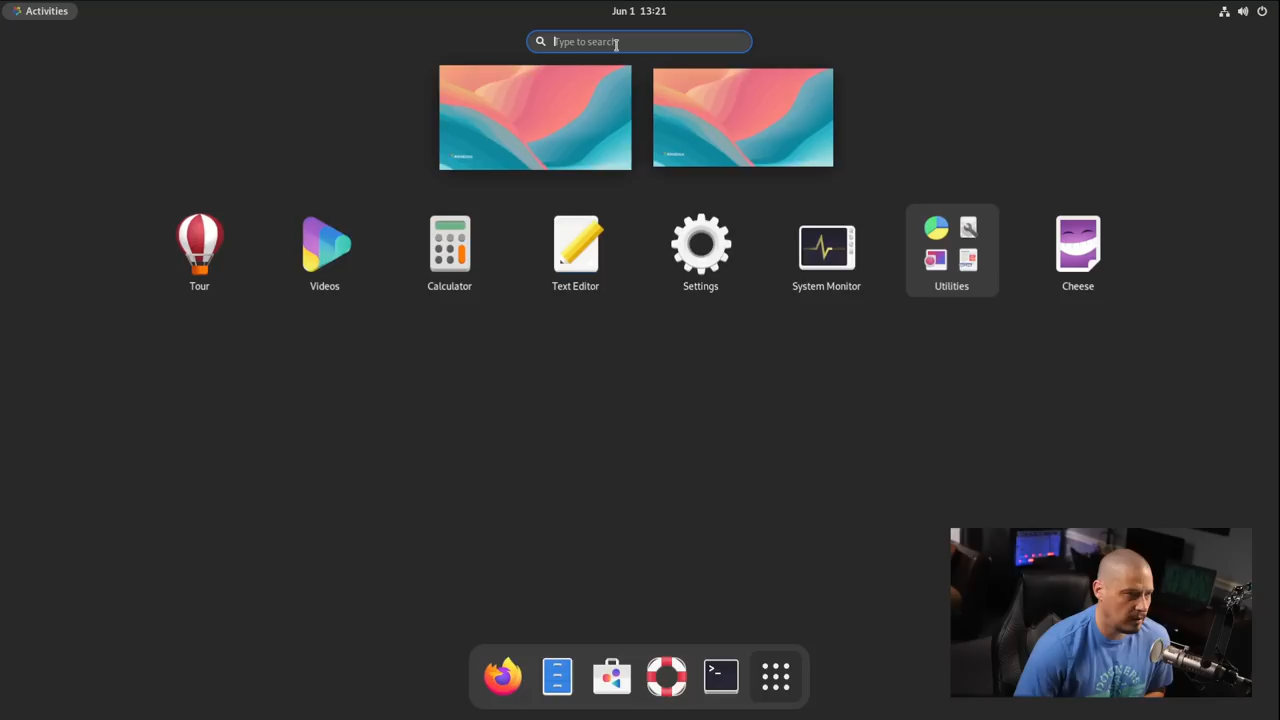 Activities
Jun 1 13:21
Type to search
Tour
Videos
Calculator
Text Editor
Settings
System Monitor
Utilities
Cheese
>_